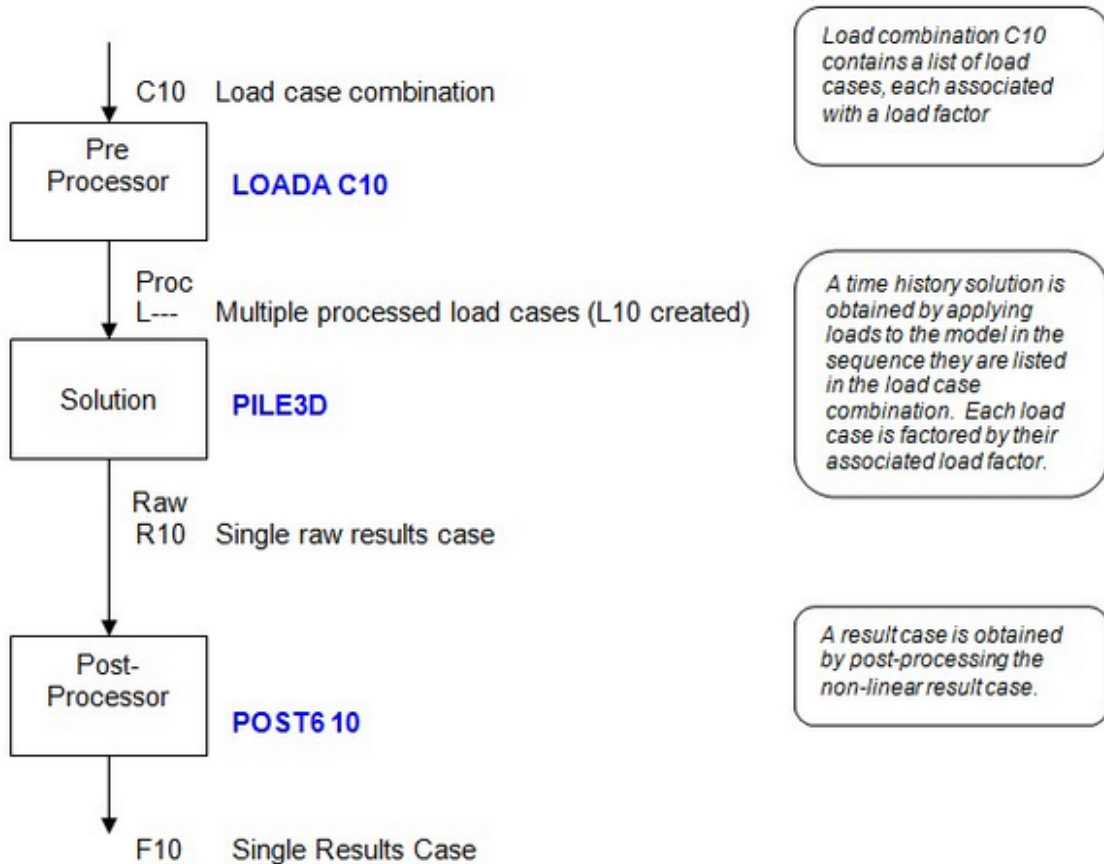 C10 Load case combination
Pre
Processor
LOADA C10
Proc
L--- Multiple processed load cases (L10 created)
Solution
PILE3D
Raw
R10 Single raw results case
Post-
Processor
POST6 10
F10 Single Results Case
Load combination C10
contains a list of load
cases, each associated
with a load factor
A time history solution is
obtained by applying
loads to the model in the
sequence they are listed
in the load case
combination. Each load
case is factored by their
associated load factor.
A result case is obtained
by post-processing the
non-linear result case.